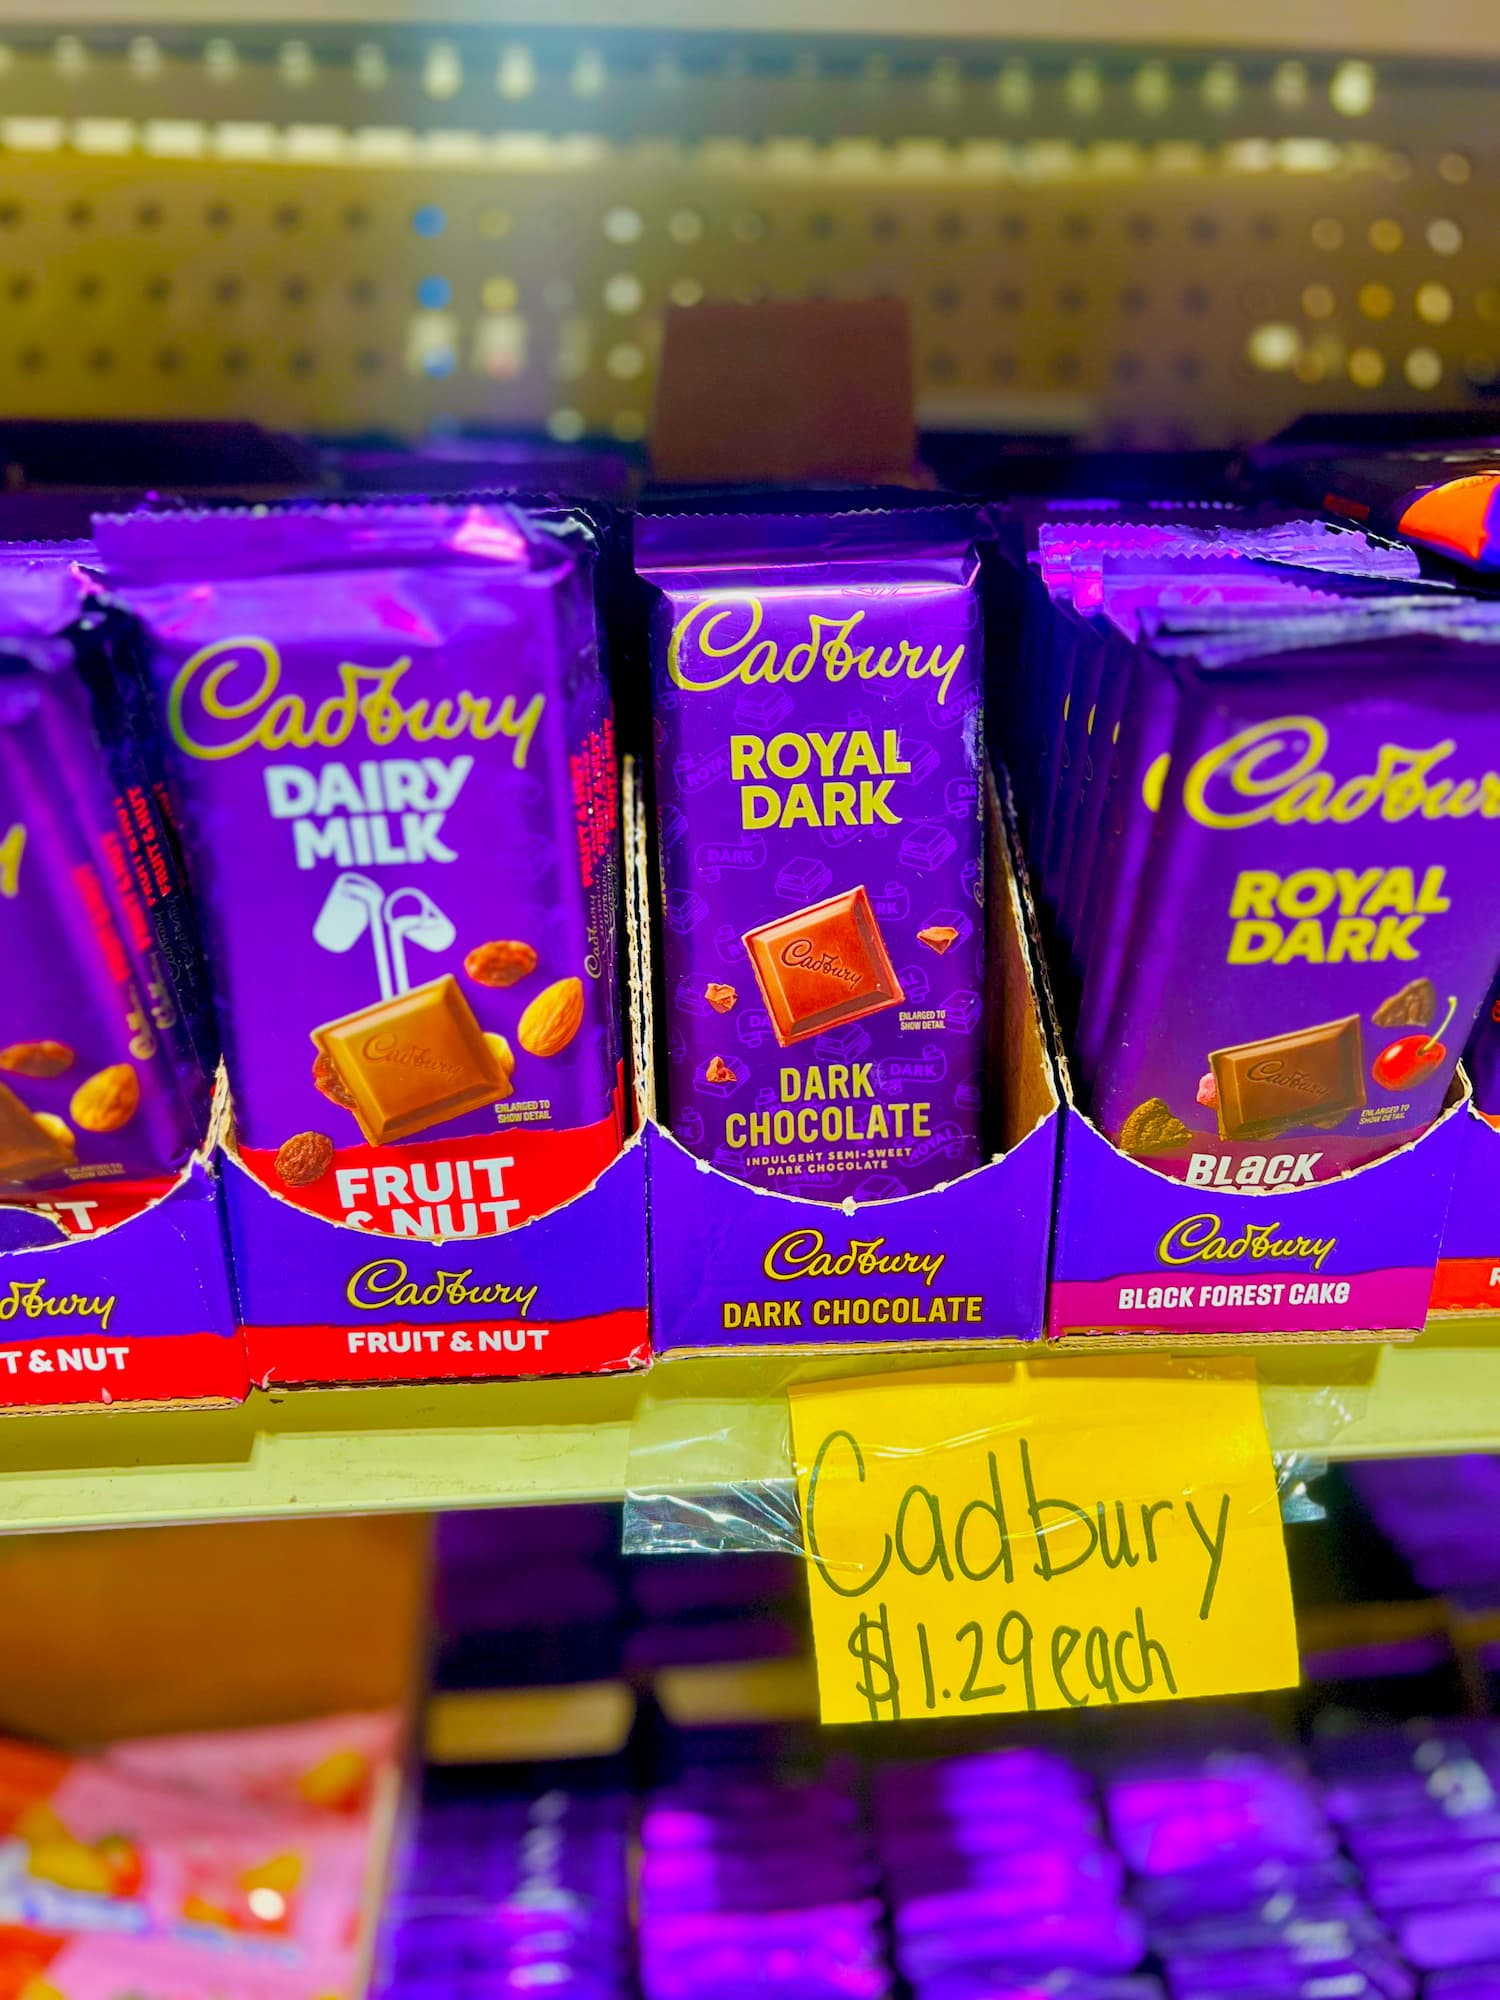 Cadbury
DAIRY
MILK
Cadbury
ENLARGED TO
SHOW DETAIL
FRUIT
& NUT
Cadbury
FRUIT & NUT
T & NUT
Cadbury
ROYAL
DARK
Cadbury
ENLARGED TO
SHOW DETAIL
DARK
CHOCOLATE
INDULGENT SEMI-SWEET
DARK CHOCOLATE
Cadbury
DARK CHOCOLATE
Cadbur
ROYAL
DARK
Cadbury
ENLARGED TO
SHOW DETAIL
BLACK
Cadbury
BLACK FOREST CAKE
Cadbury
$1.29 each